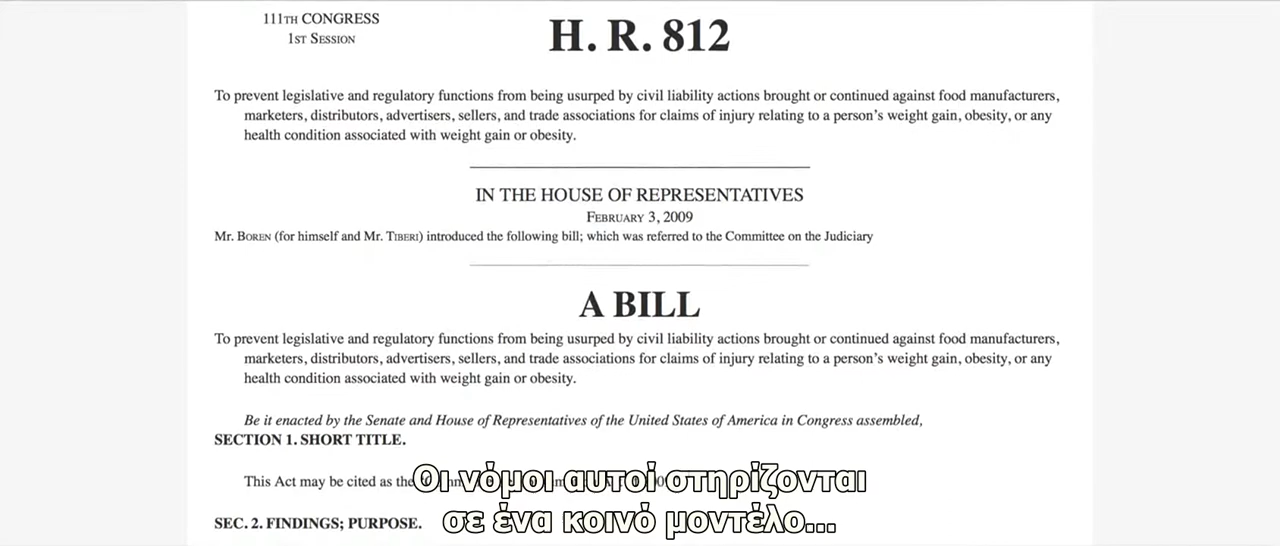 111TH CONGRESS
1ST SESSION
H. R. 812
To prevent legislative and regulatory functions from being usurped by civil liability actions brought or continued against food manufacturers,
marketers, distributors, advertisers, sellers, and trade associations for claims of injury relating to a person's weight gain, obesity, or any
health condition associated with weight gain or obesity.
IN THE HOUSE OF REPRESENTATIVES
FEBRUARY 3, 2009
Mr. BOREN (for himself and Mr. TIBERI) introduced the following bill; which was referred to the Committee on the Judiciary
A BILL
To prevent legislative and regulatory functions from being usurped by civil liability actions brought or continued against food manufacturers,
marketers, distributors, advertisers, sellers, and trade associations for claims of injury relating to a person's weight gain, obesity, or any
health condition associated with weight gain or obesity.
Be it enacted by the Senate and House of Representatives of the United States of America in Congress assembled,
SECTION 1. SHORT TITLE.
This Act may be cited as the
Οι νόμοι αυτοί στηρίζονται
SEC. 2. FINDINGS; PURPOSE.
σε ένα κοινό μοντέλο...